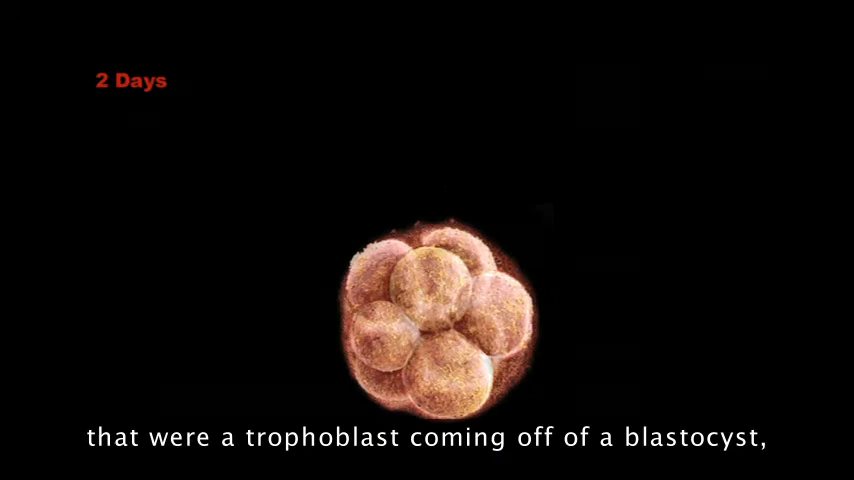 2 Days
that were a trophoblast coming off of a blastocyst,